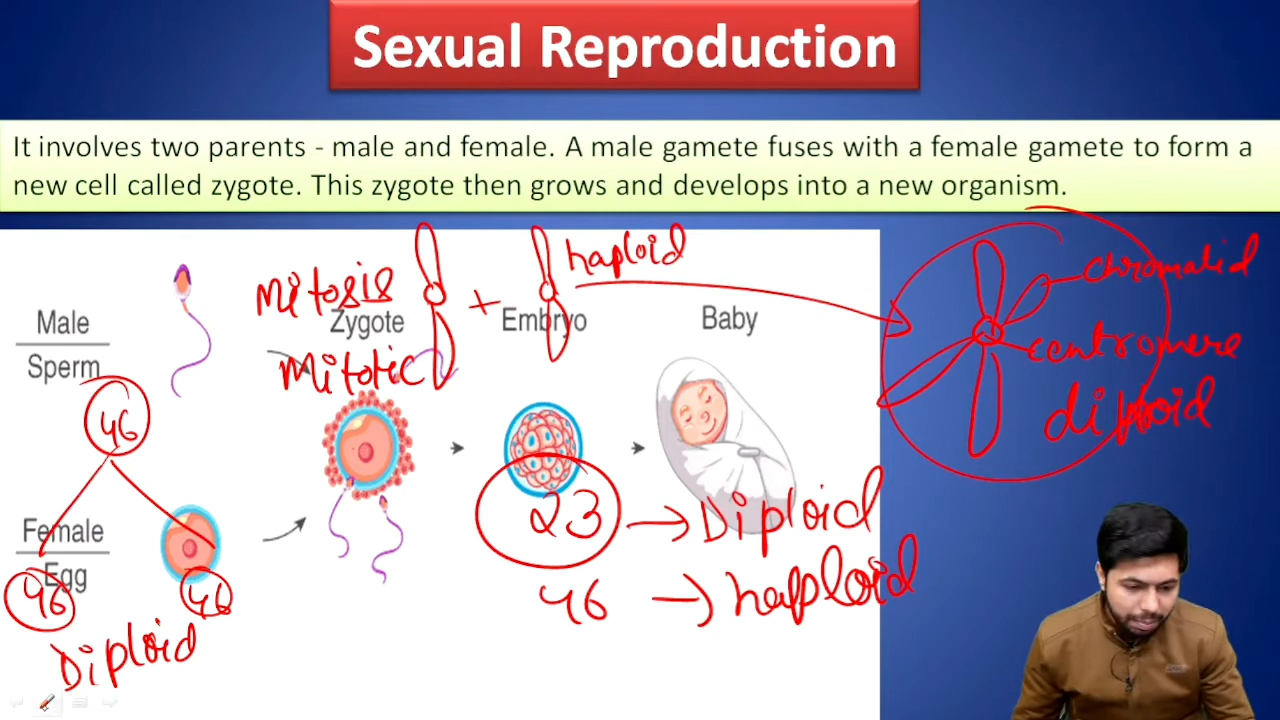 Sexual Reproduction
It involves two parents - male and female. A male gamete fuses with a female gamete to form a
new cell called zygote. This zygote then grows and develops into a new organism.
haploid
chromatid
Mitosis
+
Male
Sperm
Zygote
Embryo
Baby
centromere
Mitotic
diploid
46
23 → Diploid
Female
Egg
46
46
46 → haploid
Diploid